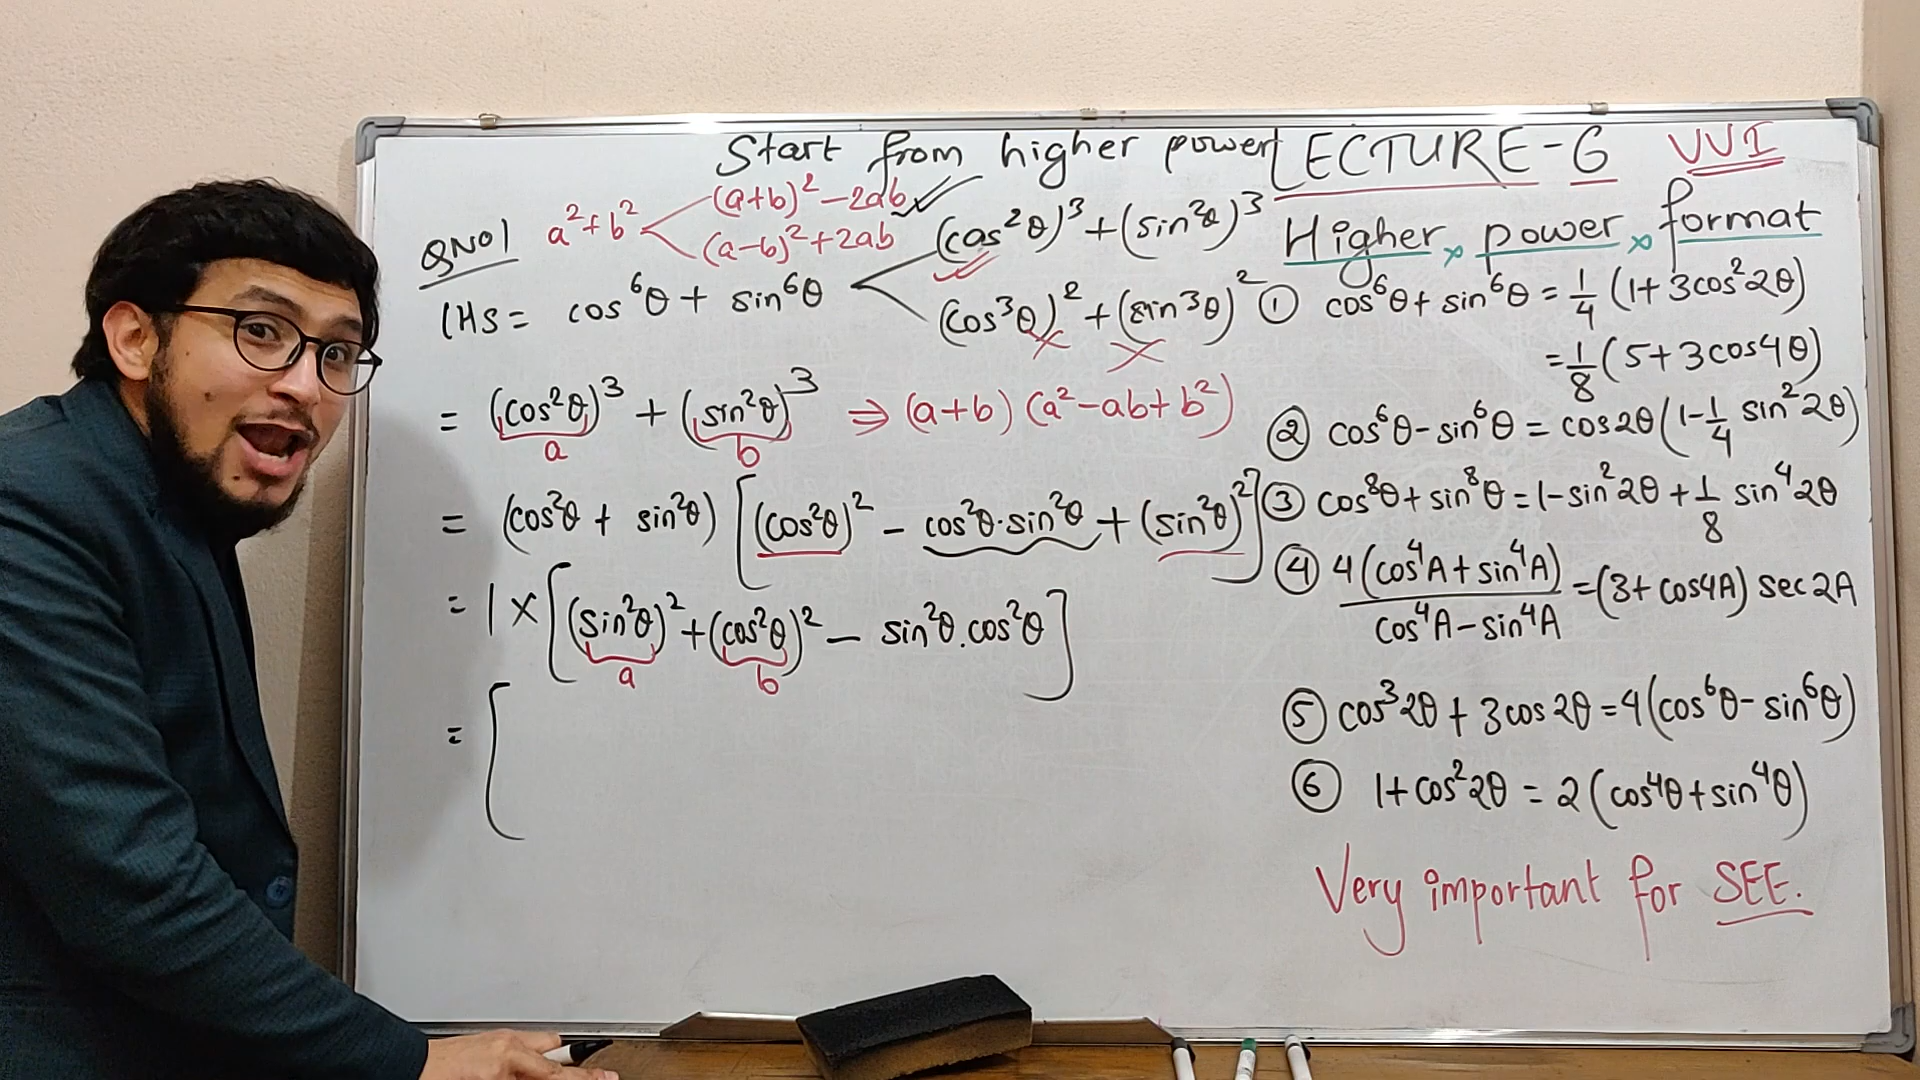 Start from higher power
LECTURE-6 VVI
a²+b² (a+b)²-2ab
(a-b)²+2ab
QNO1
LHS = cos⁶θ + sin⁶θ
(cos²θ)³+(sin²θ)³
(cos³θ)²+(sin³θ)²
= (cos²θ)³ + (sin²θ)³ ⇒ (a+b) (a²-ab+b²)
a b
= (cos²θ + sin²θ) [(cos²θ)² - cos²θ·sin²θ + (sin²θ)²]
= 1 × [(sin²θ)² + (cos²θ)² - sin²θ.cos²θ]
a b
= [
Higher power format
① cos⁶θ + sin⁶θ = 1/4 (1+3cos²2θ)
= 1/8 (5+3cos4θ)
② cos⁶θ - sin⁶θ = cos2θ(1-1/4 sin²2θ)
③ cos⁸θ + sin⁸θ = 1-sin²2θ + 1/8 sin⁴2θ
④ 4(cos⁴A + sin⁴A)/cos⁴A - sin⁴A = (3+cos4A) sec2A
⑤ cos³2θ + 3cos2θ = 4(cos⁶θ - sin⁶θ)
⑥ 1+cos²2θ = 2(cos⁴θ + sin⁴θ)
Very important for SEE.